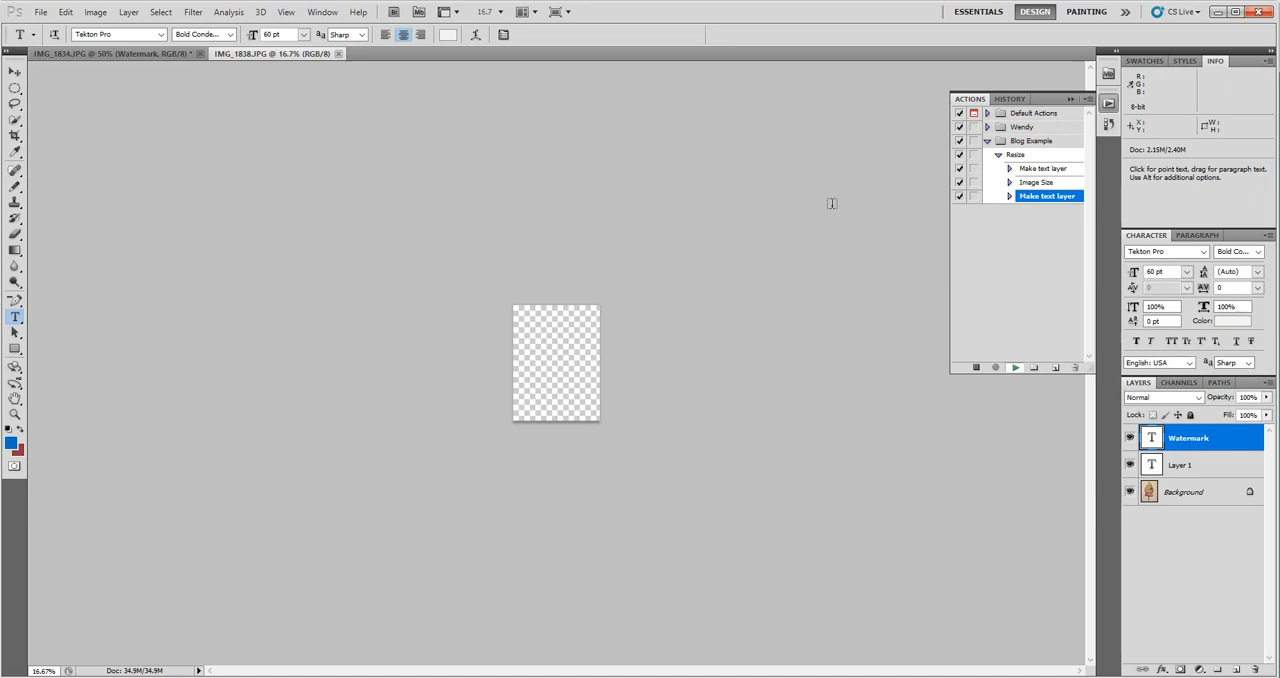 Ps File Edit Image Layer Select Filter Analysis 3D View Window Help Br Mb 16.7 ESSENTIALS DESIGN PAINTING CS Live
T Tekton Pro Bold Conde... 60 pt Sharp
IMG_1834.JPG @ 50% (Watermark, RGB/8) * IMG_1838.JPG @ 16.7% (RGB/8)
SWATCHES STYLES INFO
R:
G:
B:
8-bit
X:
Y:
W:
H:
Doc: 2.15M/2.40M
Click for point text, drag for paragraph text.
Use Alt for additional options.
ACTIONS HISTORY
Default Actions
Wendy
Blog Example
Resize
Make text layer
Image Size
Make text layer
CHARACTER PARAGRAPH
Tekton Pro Bold Co...
60 pt (Auto)
0 0
100% 100%
0 pt Color:
English: USA Sharp
LAYERS CHANNELS PATHS
Normal Opacity: 100%
Lock: Fill: 100%
T Watermark
T Layer 1
Background
16.67% Doc: 34.9M/34.9M